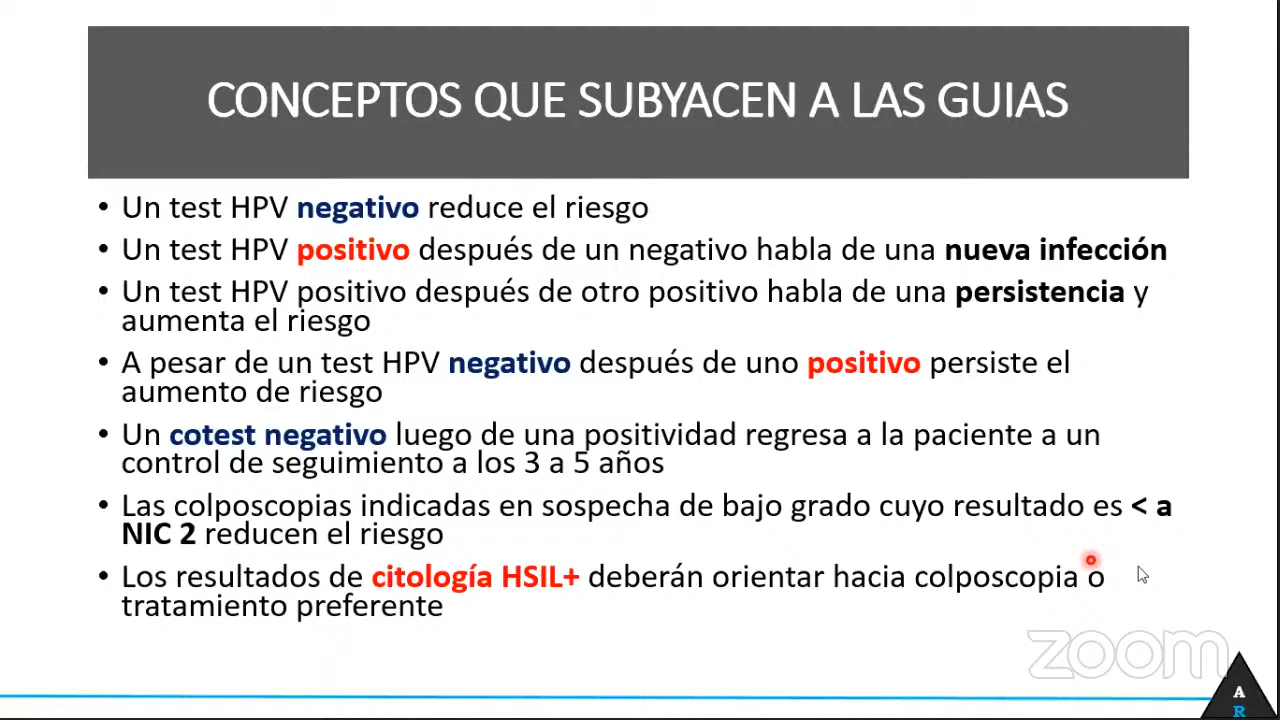 CONCEPTOS QUE SUBYACEN A LAS GUIAS
• Un test HPV negativo reduce el riesgo
• Un test HPV positivo después de un negativo habla de una nueva infección
• Un test HPV positivo después de otro positivo habla de una persistencia y
aumenta el riesgo
• A pesar de un test HPV negativo después de uno positivo persiste el
aumento de riesgo
• Un cotest negativo luego de una positividad regresa a la paciente a un
control de seguimiento a los 3 a 5 años
• Las colposcopias indicadas en sospecha de bajo grado cuyo resultado es < a
NIC 2 reducen el riesgo
• Los resultados de citología HSIL+ deberán orientar hacia colposcopia o
tratamiento preferente
zoom
A
R